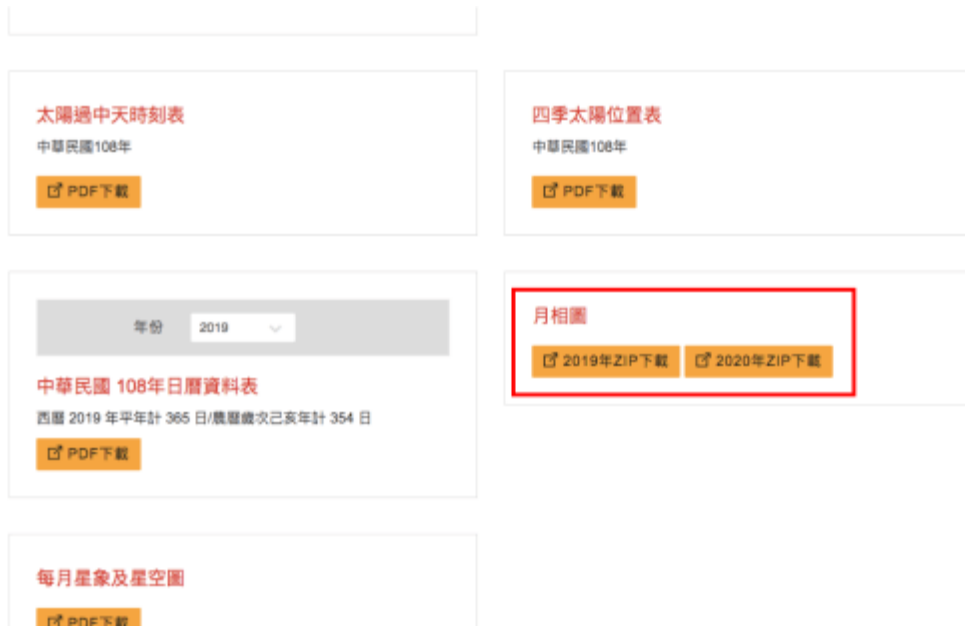 太陽過中天時刻表
中華民國108年
PDF下載
四季太陽位置表
中華民國108年
PDF下載
年份 2019
中華民國 108年日曆資料表
西曆 2019 年平年計 365 日/農曆歲次己亥年計 354 日
PDF下載
月相圖
2019年ZIP下載 2020年ZIP下載
每月星象及星空圖
PDF下載